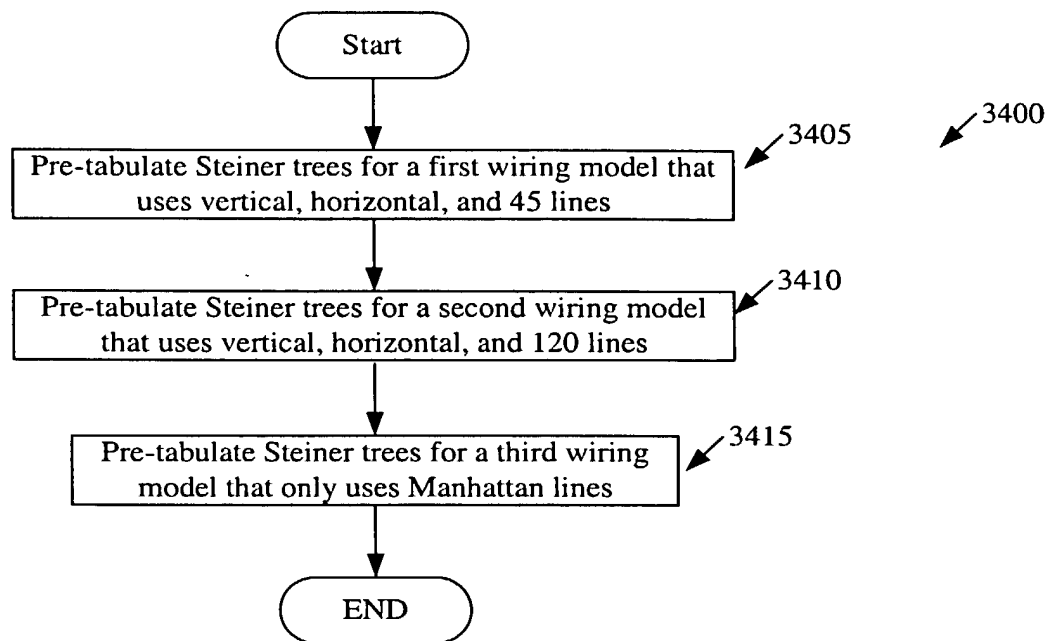 Start
3400
3405
Pre-tabulate Steiner trees for a first wiring model that
uses vertical, horizontal, and 45 lines
3410
Pre-tabulate Steiner trees for a second wiring model
that uses vertical, horizontal, and 120 lines
3415
Pre-tabulate Steiner trees for a third wiring
model that only uses Manhattan lines
END